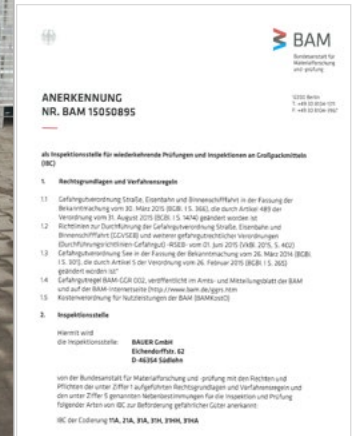 BAM
Bundesanstalt für
Materialforschung
und -prüfung
ANERKENNUNG
NR. BAM 15050895
12200 Berlin
als Inspektionsstelle für wiederkehrende Prüfungen und Inspektionen an Großpackmitteln
(IBC)
1. Rechtsgrundlagen und Verfahrensregeln
1.1 Gefahrgutverordnung Straße, Eisenbahn und Binnenschifffahrt in der Fassung der
Bekanntmachung vom 30. März 2015 (BGBl. I S. 366), die durch Artikel 489 der
Verordnung vom 31. August 2015 (BGBl. I S. 1474) geändert worden ist
1.2 Richtlinien zur Durchführung der Gefahrgutverordnung Straße, Eisenbahn und
Binnenschifffahrt (GGVSEB) und weiterer gefahrgutrechtlicher Verordnungen
(Durchführungsrichtlinien-Gefahrgut) -RSEB- vom 01. Juni 2015 (VkBl. 2015, S. 402)
1.3 Gefahrgutverordnung See in der Fassung der Bekanntmachung vom 26. März 2014 (BGBl.
I S. 301), die durch Artikel 5 der Verordnung vom 26. Februar 2015 (BGBl. I S. 265)
geändert worden ist"
1.4 Gefahrgutregel BAM-GGR 002, veröffentlicht im Amts- und Mitteilungsblatt der BAM
und auf der BAM-Internetseite (http://www.bam.de/ggrs.htm
1.5 Kostenverordnung für Nutzleistungen der BAM (BAMKostO)
2. Inspektionsstelle
Hiermit wird
die Inspektionsstelle: BAUER GmbH
Eichendorffstr. 62
D-46354 Südlohn
von der Bundesanstalt für Materialforschung und -prüfung mit den Rechten und
Pflichten der unter Ziffer 1 aufgeführten Rechtsgrundlagen und Verfahrensregeln und
den unter Ziffer 5 genannten Nebenbestimmungen für die Inspektion und Prüfung
folgender Arten von IBC zur Beförderung gefährlicher Güter anerkannt:
IBC der Codierung 11A, 21A, 31A, 31H, 31HH, 31HA